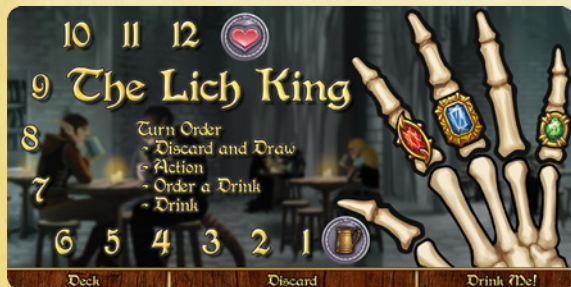 10 11 12
9 The Lich King
Turn Order
8 - Discard and Draw
- Action
7 - Order a Drink
- Drink
6 5 4 3 2 1
Deck Discard Drink Me!